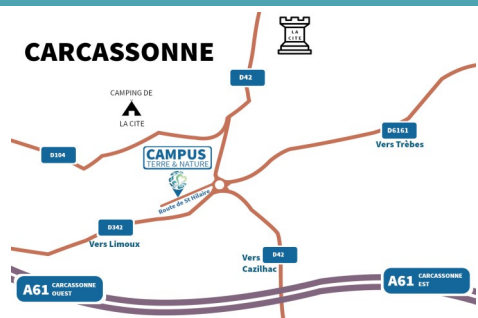 CARCASSONNE
LA
CITE
D42
CAMPING DE
LA CITE
D104
D6161
Vers Trèbes
CAMPUS
TERRE & NATURE
Route de St Hilaire
D342
Vers Limoux
Vers
Cazilhac
D42
A61 CARCASSONNE
OUEST
A61 CARCASSONNE
EST